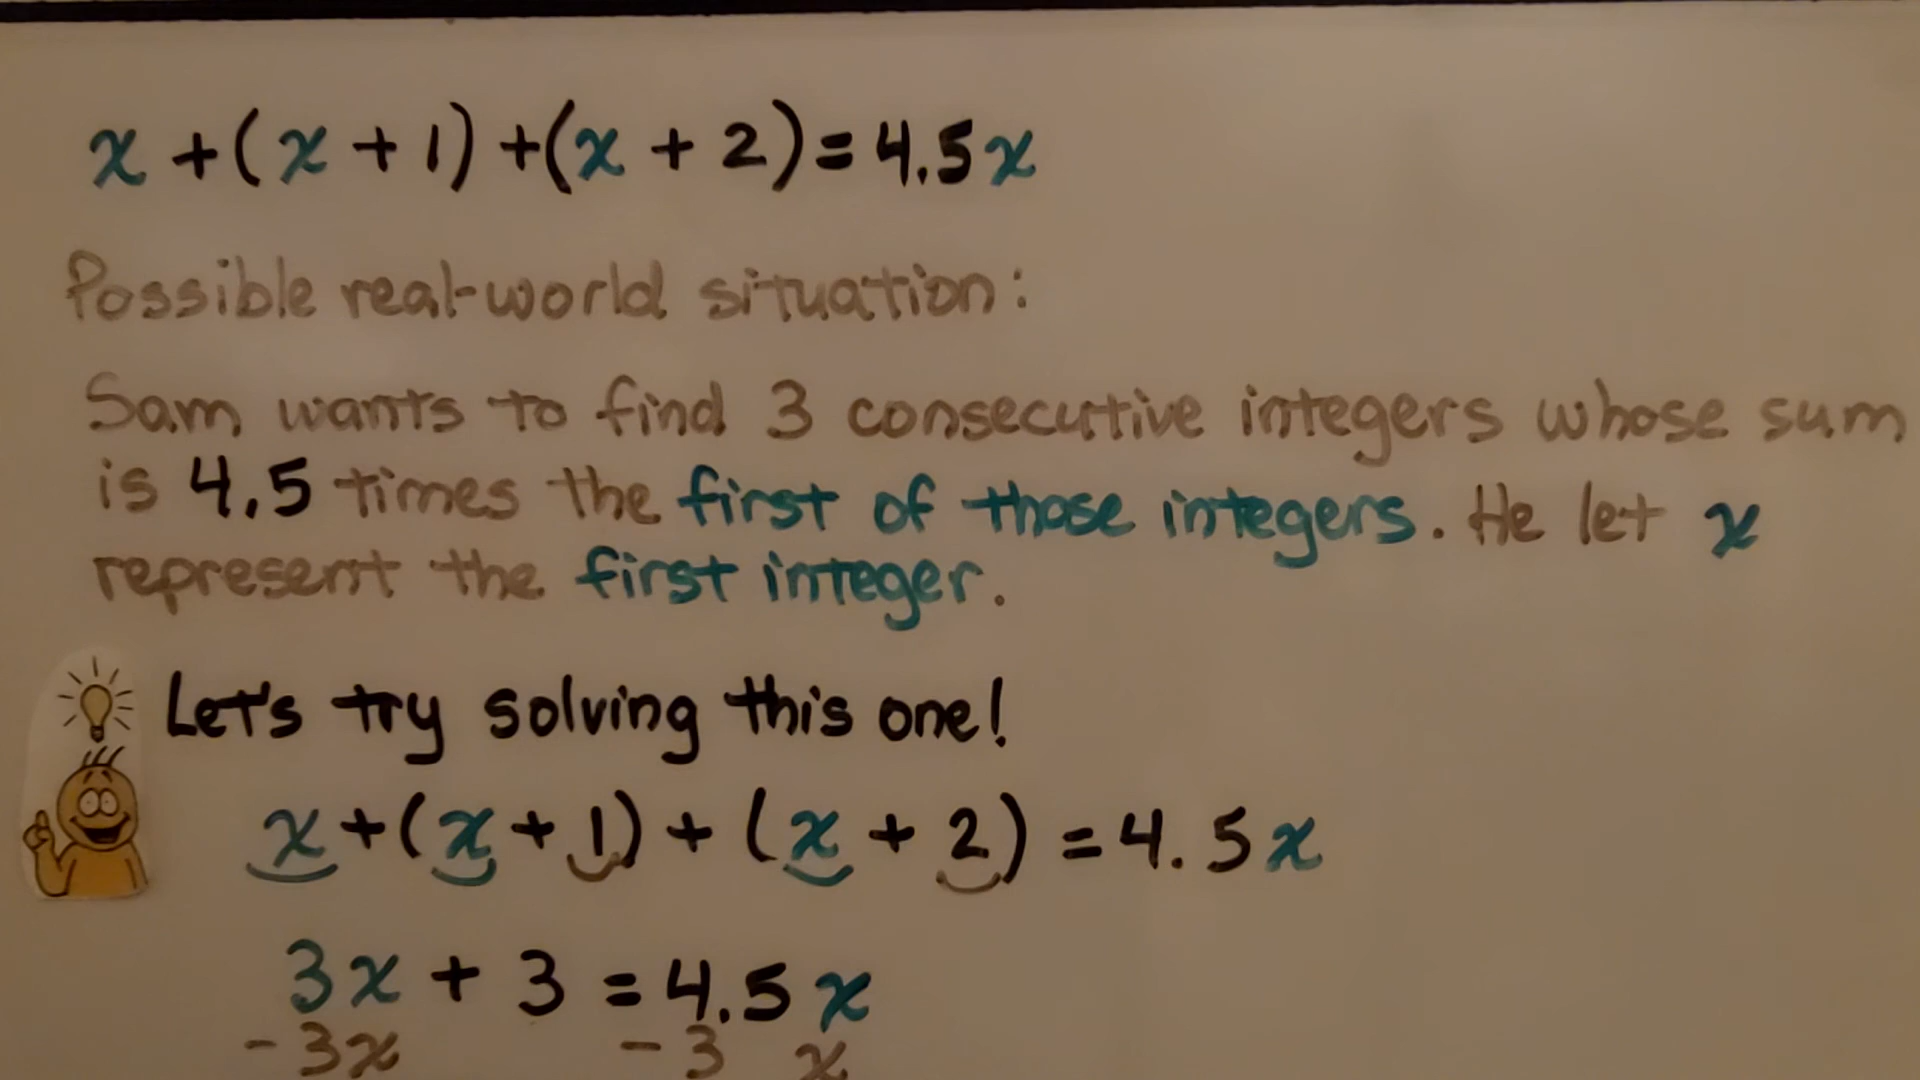 x + (x + 1) + (x + 2) = 4.5x
Possible real-world situation:
Sam wants to find 3 consecutive integers whose sum
is 4.5 times the first of those integers. He let x
represent the first integer.
Let's try solving this one!
x + (x + 1) + (x + 2) = 4.5x
3x + 3 = 4.5x
-3x -3x